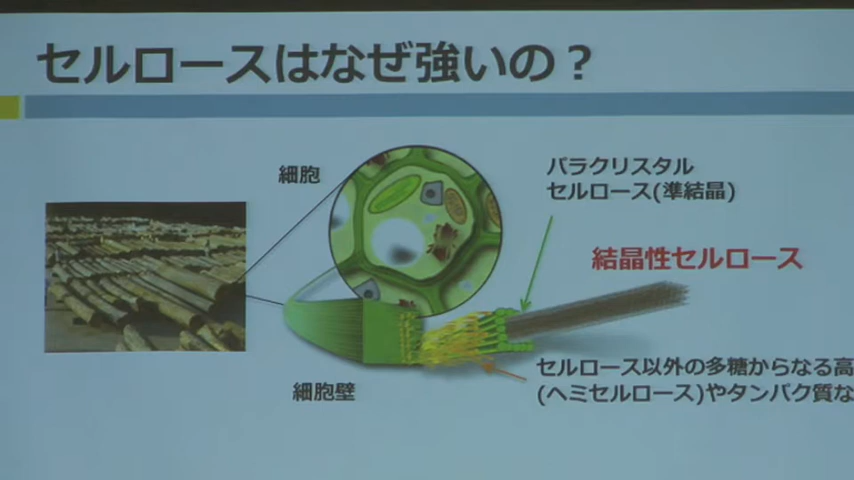 セルロースはなぜ強いの？
細胞
パラクリスタル
セルロース(準結晶)
結晶性セルロース
セルロース以外の多糖からなる高
(ヘミセルロース)やタンパク質な
細胞壁